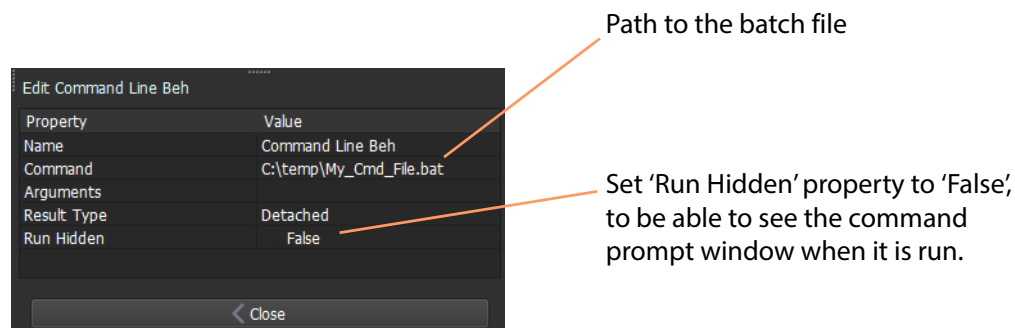 Path to the batch file
Edit Command Line Beh
Property Value
Name Command Line Beh
Command C:\temp\My_Cmd_File.bat
Arguments
Result Type Detached
Run Hidden False
Close
Set ‘Run Hidden’ property to ‘False’,
to be able to see the command
prompt window when it is run.